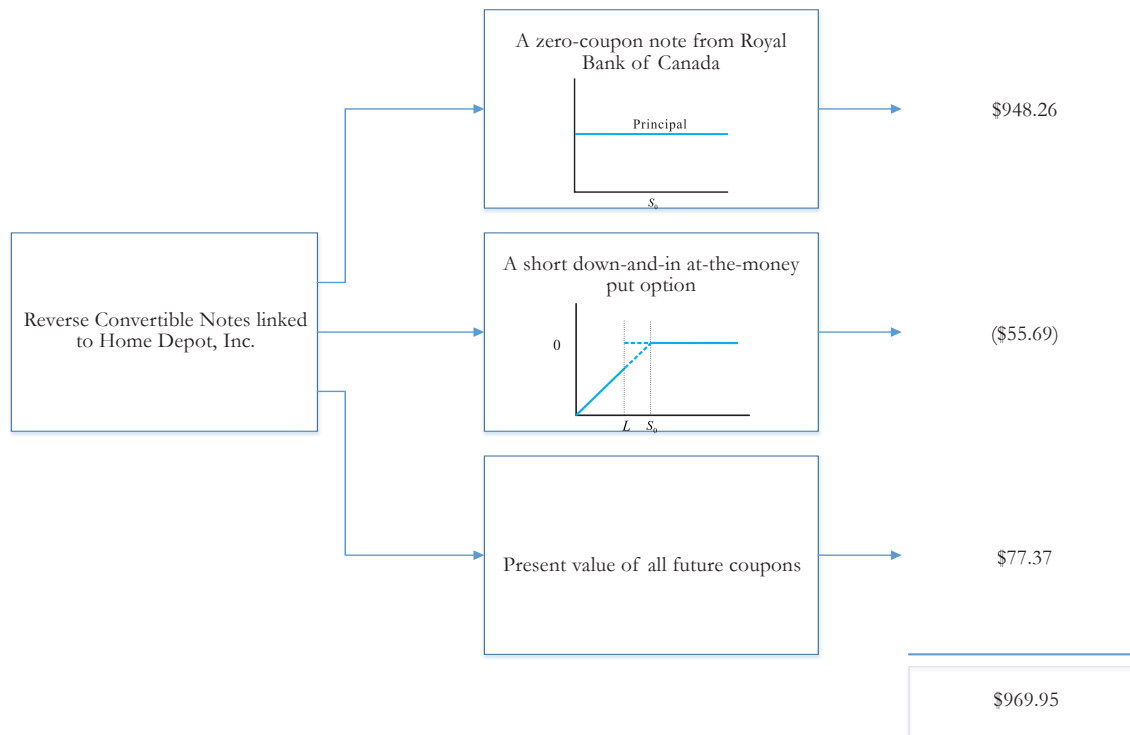 A zero-coupon note from Royal
Bank of Canada
Principal
S₀
$948.26
Reverse Convertible Notes linked
to Home Depot, Inc.
A short down-and-in at-the-money
put option
0
L S₀
($55.69)
Present value of all future coupons
$77.37
$969.95